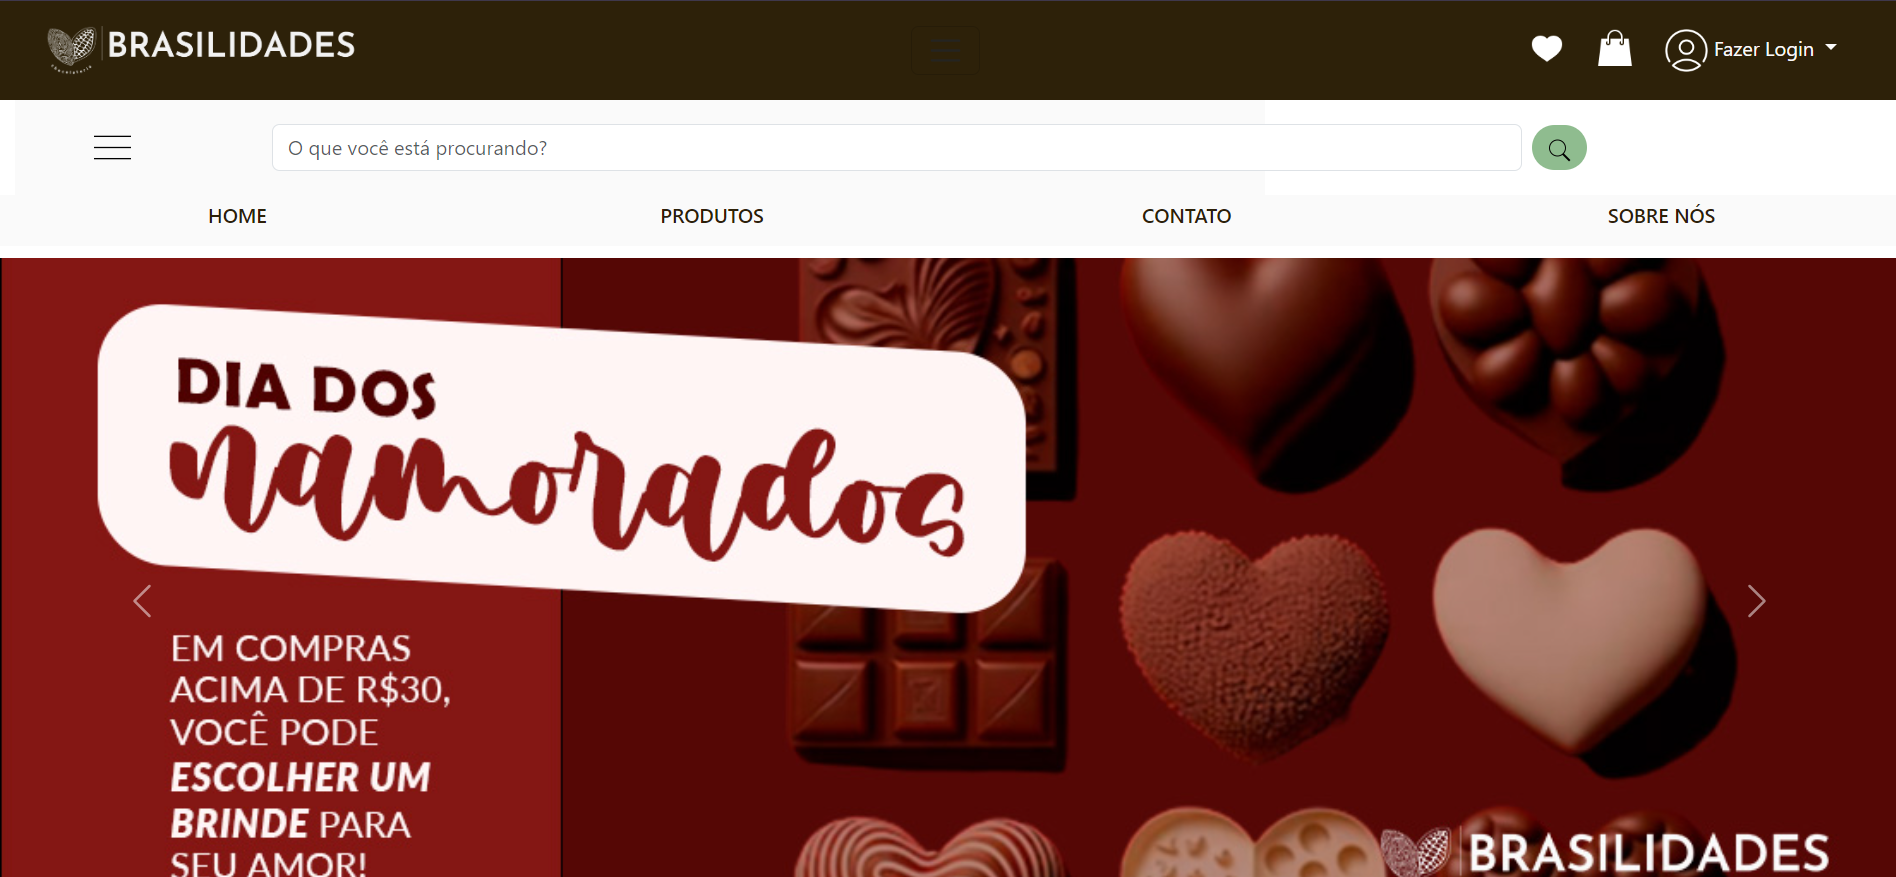 BRASILIDADES
chocolateria
Fazer Login
O que você está procurando?
HOME
PRODUTOS
CONTATO
SOBRE NÓS
DIA DOS
namorados
EM COMPRAS
ACIMA DE R$30,
VOCÊ PODE
ESCOLHER UM
BRINDE PARA
SEU AMOR!
BRASILIDADES